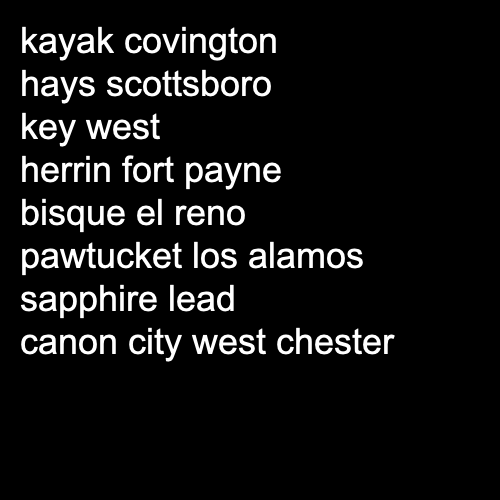 kayak covington
hays scottsboro
key west
herrin fort payne
bisque el reno
pawtucket los alamos
sapphire lead
canon city west chester